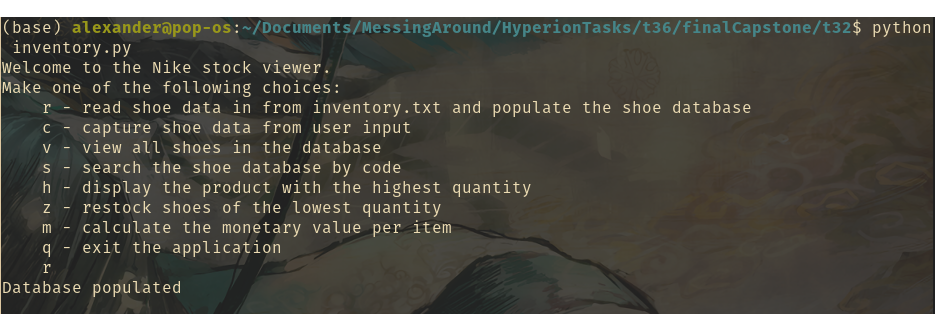 (base) alexander@pop-os:~/Documents/MessingAround/HyperionTasks/t36/finalCapstone/t32$ python
 inventory.py
Welcome to the Nike stock viewer.
Make one of the following choices:
    r - read shoe data in from inventory.txt and populate the shoe database
    c - capture shoe data from user input
    v - view all shoes in the database
    s - search the shoe database by code
    h - display the product with the highest quantity
    z - restock shoes of the lowest quantity
    m - calculate the monetary value per item
    q - exit the application
    r
Database populated